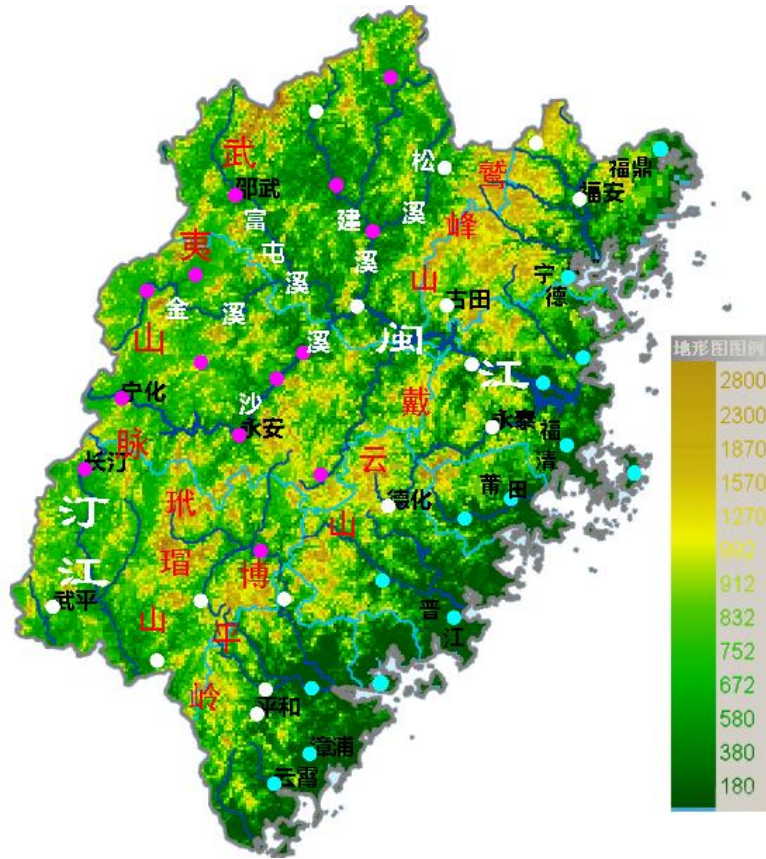 武
夷
山
脉
鹫
峰
山
戴
云
山
玳
瑁
山
博
平
岭
松
溪
建
溪
富
屯
溪
金
溪
沙
溪
闽
江
汀
江
晋
江
邵武
福鼎
福安
宁
德
古田
宁化
永安
长汀
永泰
福
清
莆
田
德化
武平
平和
漳浦
云霄
地形图图例
2800
2300
1870
1570
1270
992
912
832
752
672
580
380
180